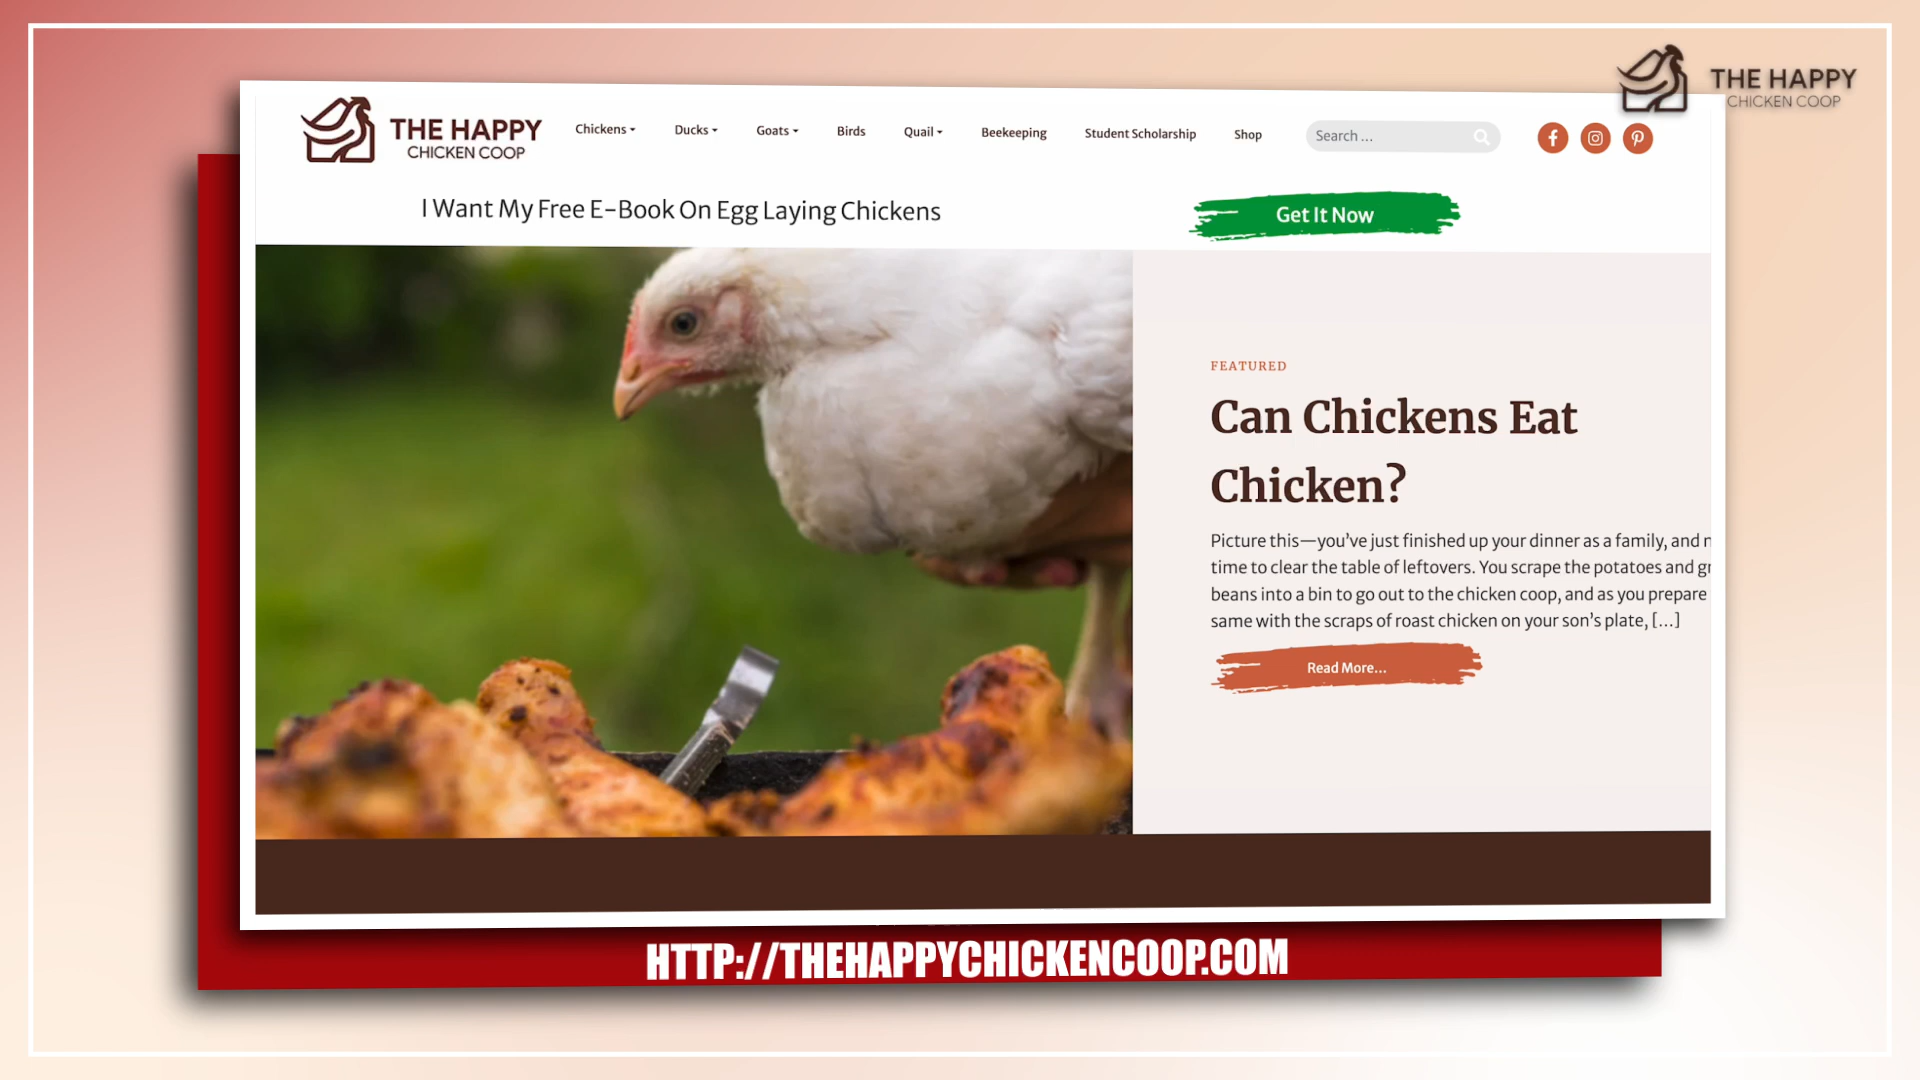 THE HAPPY
CHICKEN COOP
THE HAPPY
CHICKEN COOP
Chickens
Ducks
Goats
Birds
Quail
Beekeeping
Student Scholarship
Shop
Search ...
I Want My Free E-Book On Egg Laying Chickens
Get It Now
FEATURED
Can Chickens Eat
Chicken?
Picture this—you’ve just finished up your dinner as a family, and
time to clear the table of leftovers. You scrape the potatoes and
beans into a bin to go out to the chicken coop, and as you prepare
same with the scraps of roast chicken on your son’s plate, […]
Read More...
HTTP://THEHAPPYCHICKENCOOP.COM